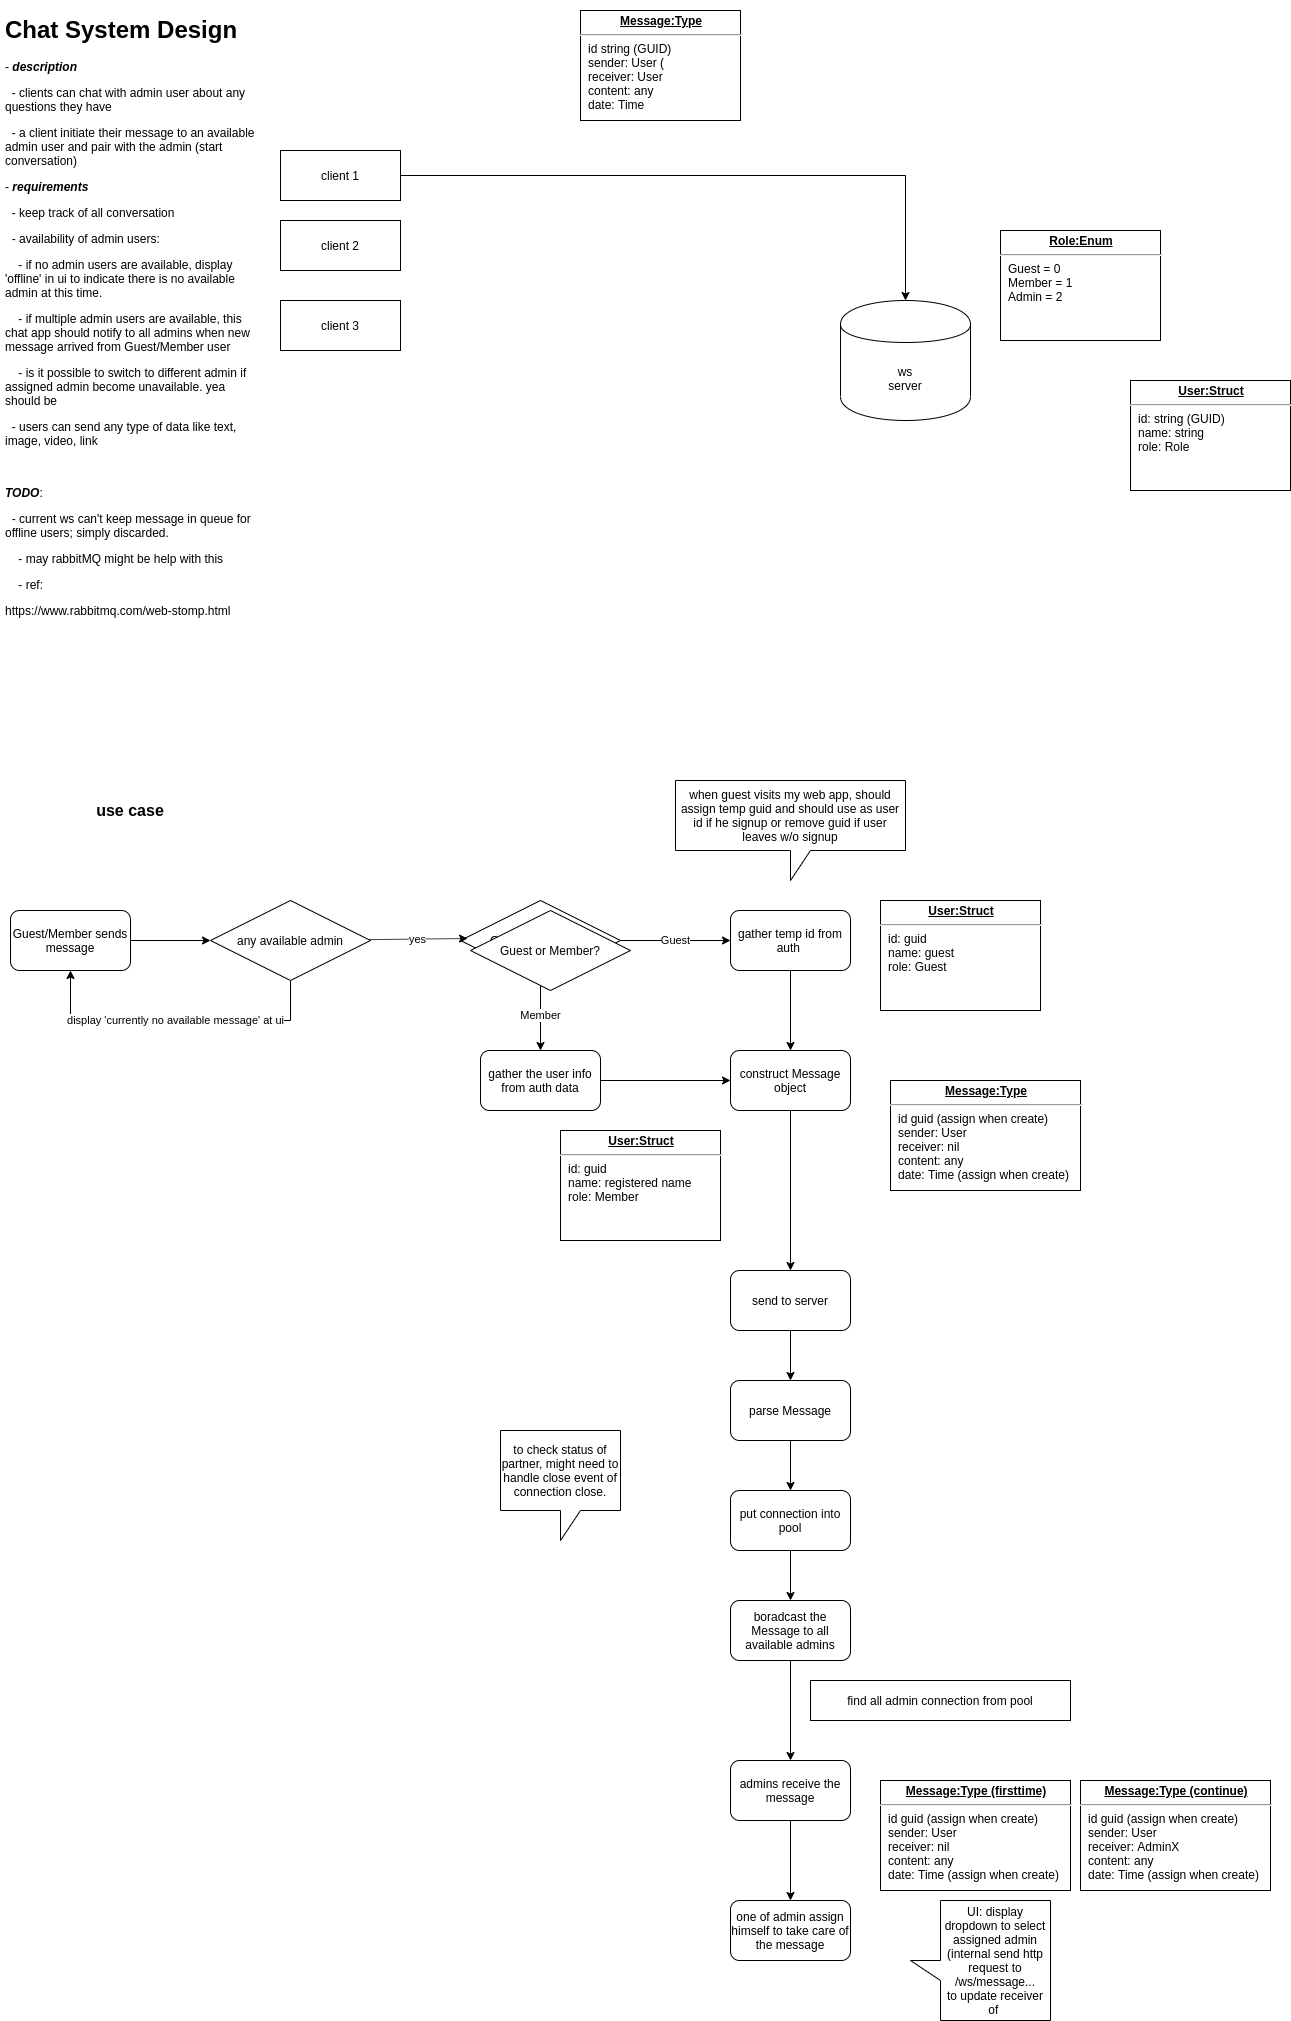 Chat System Design
- description
- clients can chat with admin user about any
questions they have
- a client initiate their message to an available
admin user and pair with the admin (start
conversation)
- requirements
- keep track of all conversation
- availability of admin users:
- if no admin users are available, display
'offline' in ui to indicate there is no available
admin at this time.
- if multiple admin users are available, this
chat app should notify to all admins when new
message arrived from Guest/Member user
- is it possible to switch to different admin if
assigned admin become unavailable. yea
should be
- users can send any type of data like text,
image, video, link
TODO:
- current ws can't keep message in queue for
offline users; simply discarded.
- may rabbitMQ might be help with this
- ref:
https://www.rabbitmq.com/web-stomp.html
Message:Type
id string (GUID)
sender: User (
receiver: User
content: any
date: Time
client 1
client 2
client 3
ws
server
Role:Enum
Guest = 0
Member = 1
Admin = 2
User:Struct
id: string (GUID)
name: string
role: Role
use case
when guest visits my web app, should
assign temp guid and should use as user
id if he signup or remove guid if user
leaves w/o signup
Guest/Member sends
message
any available admin
yes
display 'currently no available message' at ui
Guest or Member?
Guest
gather temp id from
auth
User:Struct
id: guid
name: guest
role: Guest
Member
gather the user info
from auth data
construct Message
object
Message:Type
id guid (assign when create)
sender: User
receiver: nil
content: any
date: Time (assign when create)
User:Struct
id: guid
name: registered name
role: Member
send to server
parse Message
to check status of
partner, might need to
handle close event of
connection close.
put connection into
pool
boradcast the
Message to all
available admins
find all admin connection from pool
admins receive the
message
Message:Type (firsttime)
id guid (assign when create)
sender: User
receiver: nil
content: any
date: Time (assign when create)
Message:Type (continue)
id guid (assign when create)
sender: User
receiver: AdminX
content: any
date: Time (assign when create)
one of admin assign
himself to take care of
the message
UI: display
dropdown to select
assigned admin
(internal send http
request to
/ws/message...
to update receiver
of